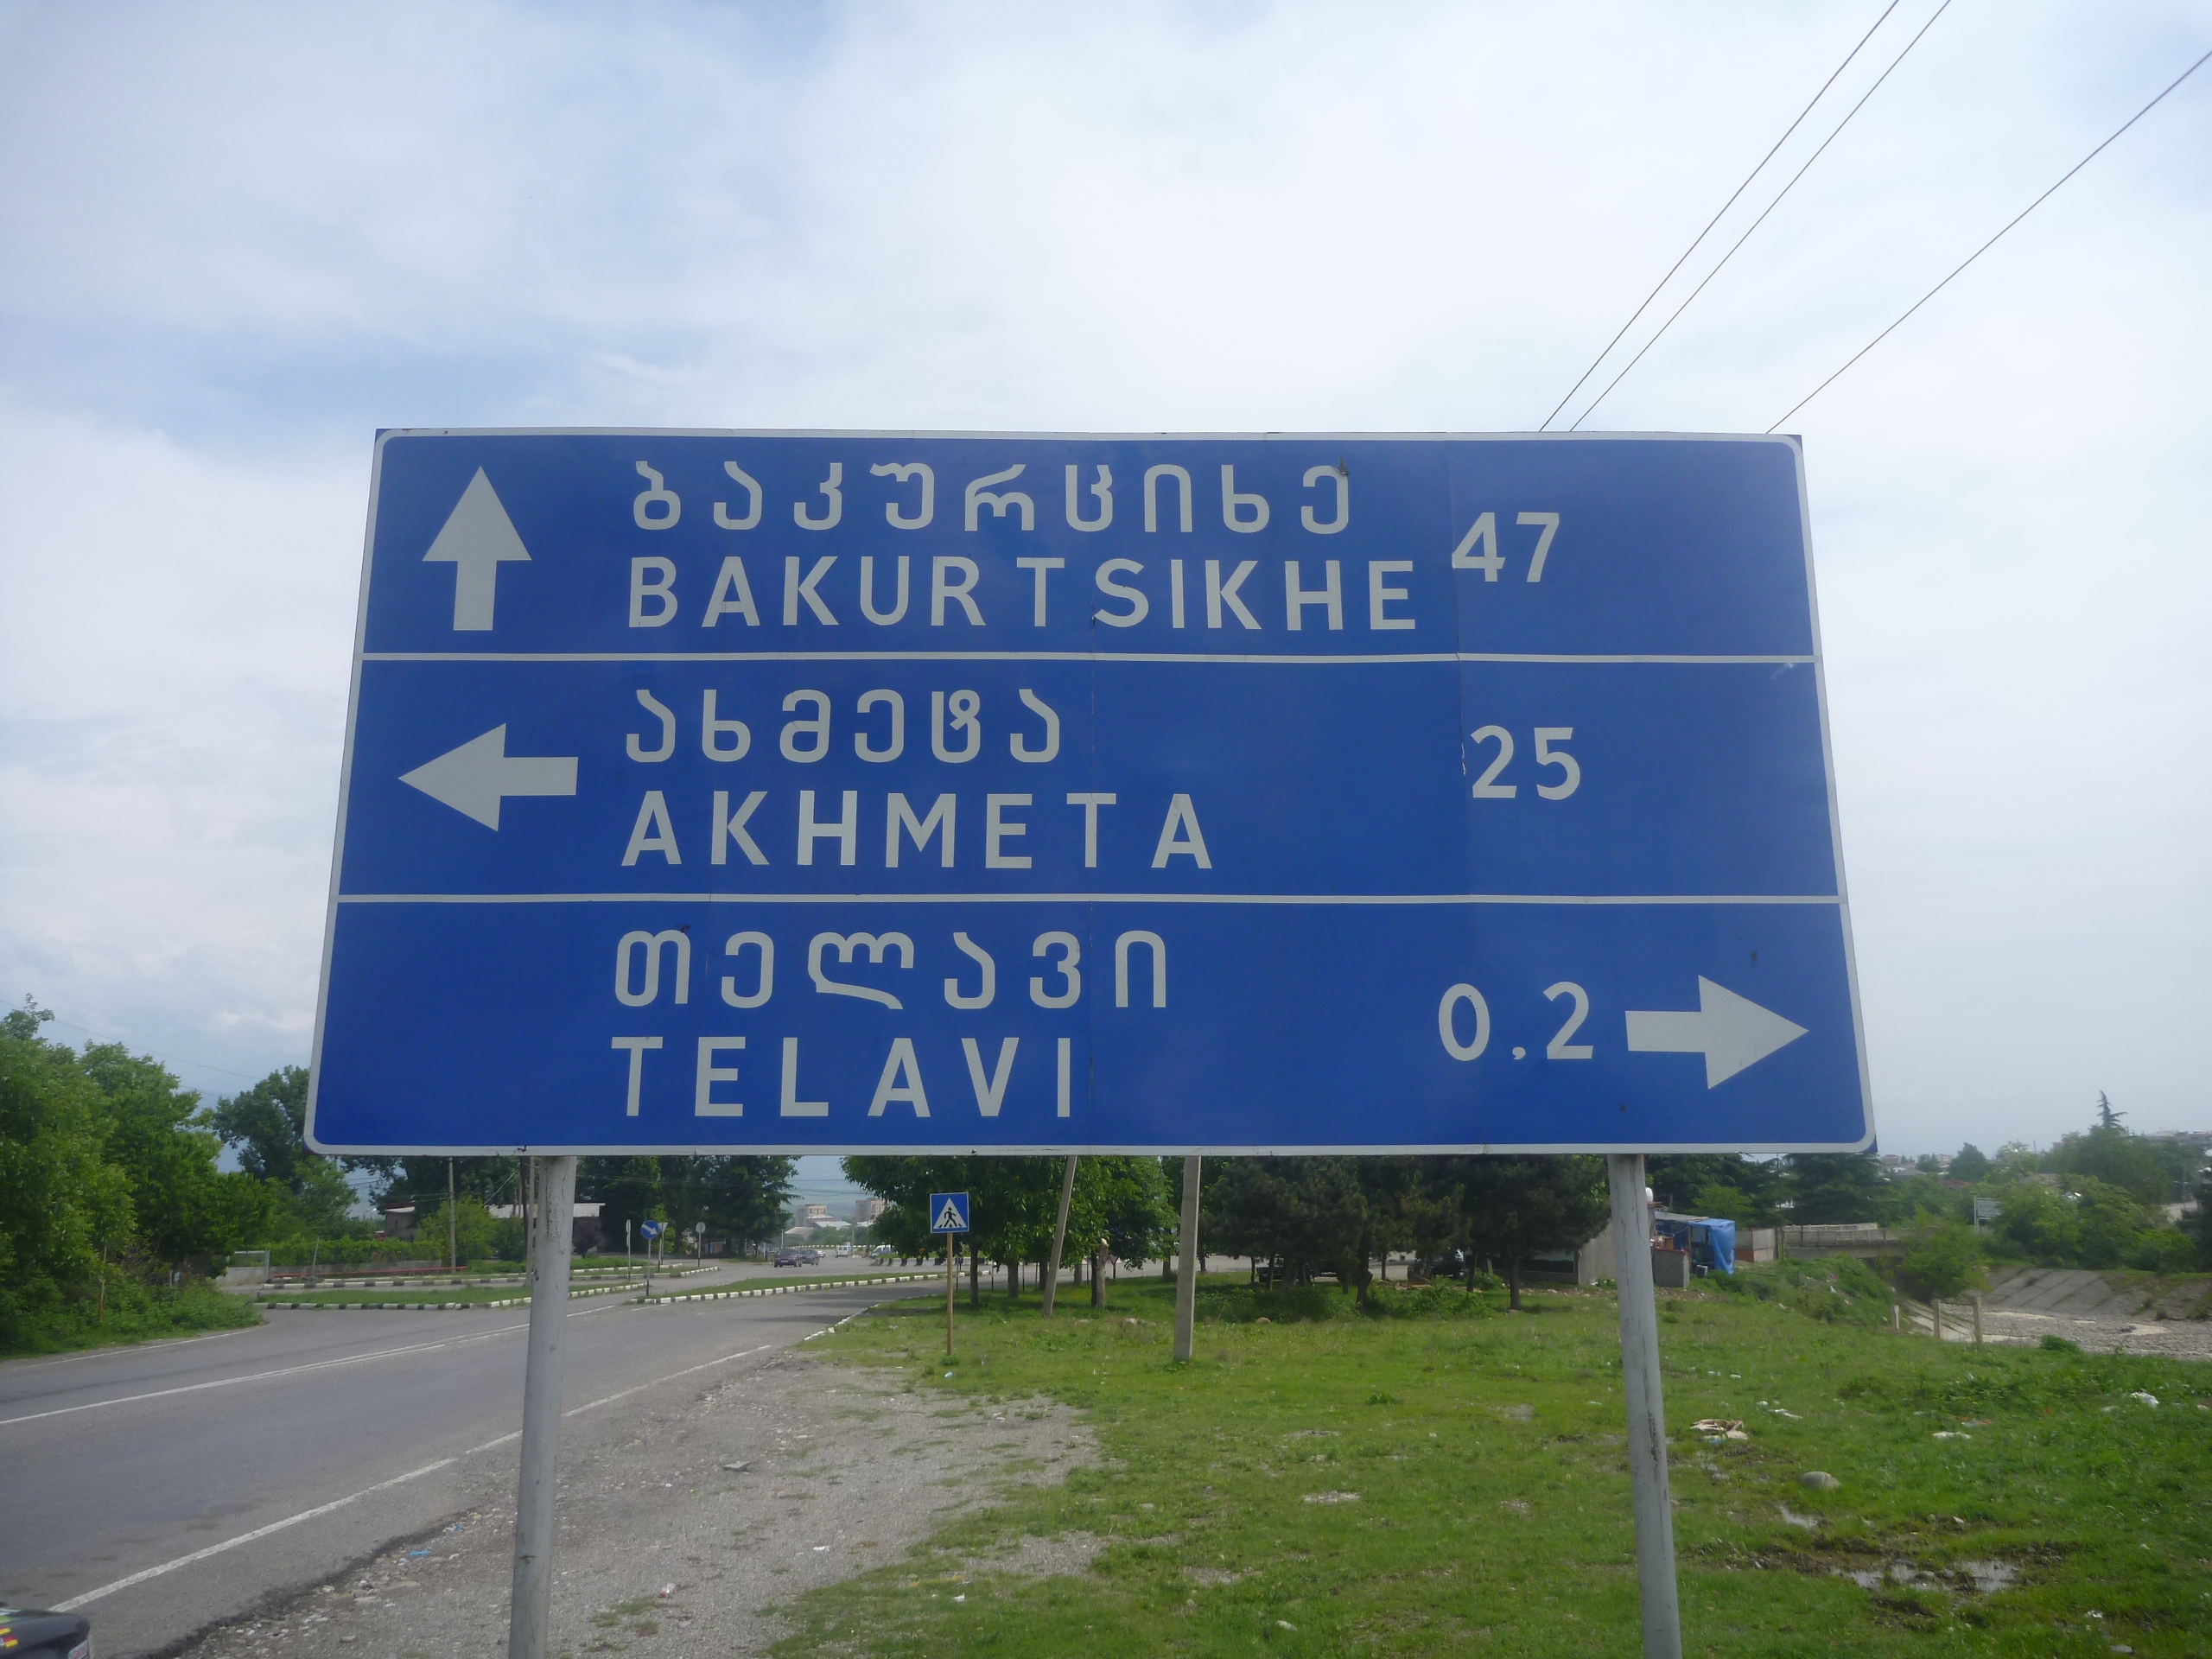 ბაკურციხე
BAKURTSIKHE 47
ახმეტა
AKHMETA 25
თელავი
TELAVI 0.2